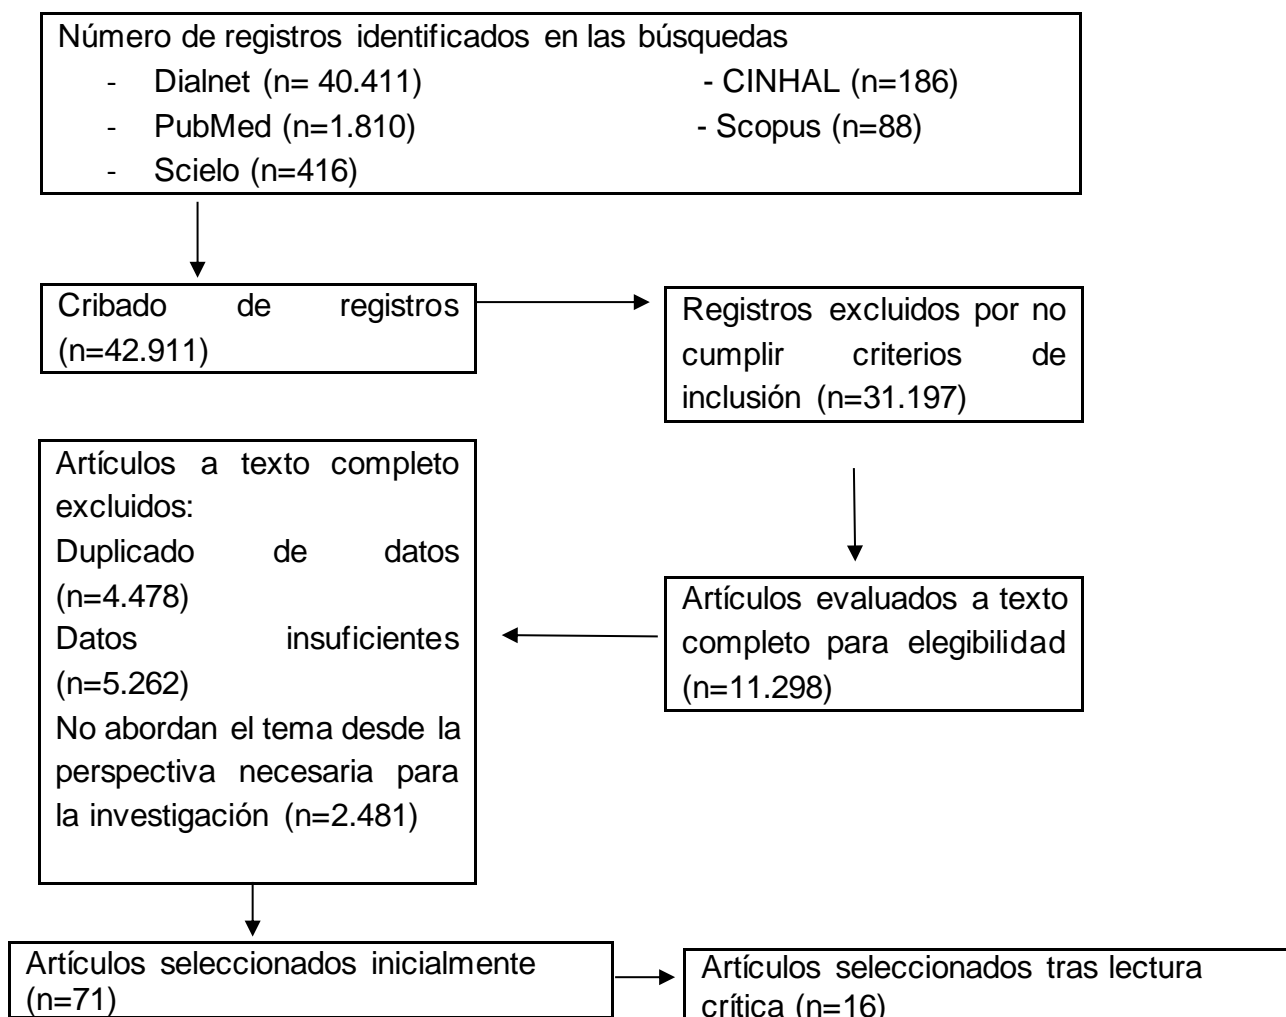 Número de registros identificados en las búsquedas
- Dialnet (n= 40.411) - CINHAL (n=186)
- PubMed (n=1.810) - Scopus (n=88)
- Scielo (n=416)
Cribado de registros
(n=42.911)
Registros excluidos por no
cumplir criterios de
inclusión (n=31.197)
Artículos evaluados a texto
completo para elegibilidad
(n=11.298)
Artículos a texto completo
excluidos:
Duplicado de datos
(n=4.478)
Datos insuficientes
(n=5.262)
No abordan el tema desde la
perspectiva necesaria para
la investigación (n=2.481)
Artículos seleccionados inicialmente
(n=71)
Artículos seleccionados tras lectura
crítica (n=16)